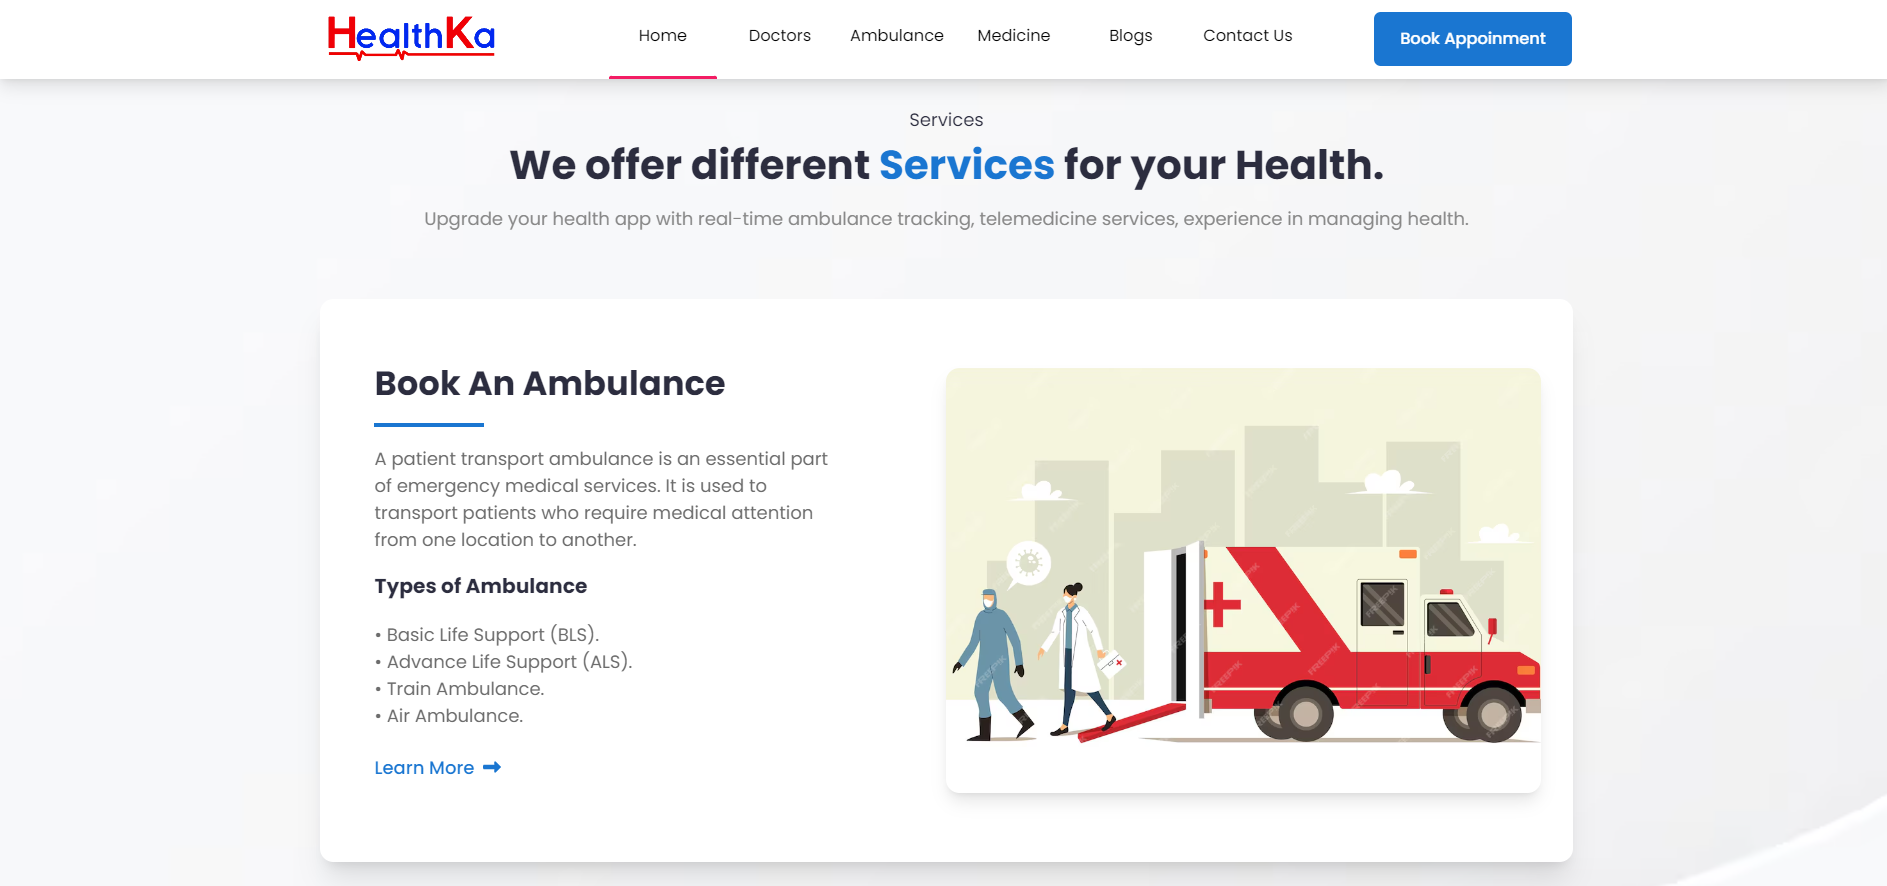 HealthKa
Home Doctors Ambulance Medicine Blogs Contact Us
Book Appoinment
Services
We offer different Services for your Health.
Upgrade your health app with real-time ambulance tracking, telemedicine services, experience in managing health.
Book An Ambulance
A patient transport ambulance is an essential part
of emergency medical services. It is used to
transport patients who require medical attention
from one location to another.
Types of Ambulance
• Basic Life Support (BLS).
• Advance Life Support (ALS).
• Train Ambulance.
• Air Ambulance.
Learn More
FREEPIK